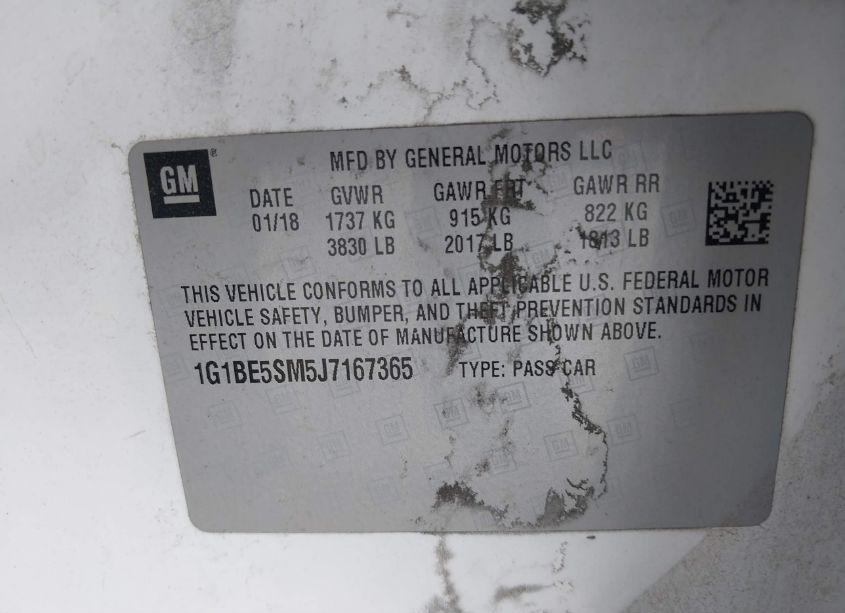 GM
MFD BY GENERAL MOTORS LLC
DATE GVWR GAWR FRT GAWR RR
01/18 1737 KG 915 KG 822 KG
3830 LB 2017 LB 1813 LB
THIS VEHICLE CONFORMS TO ALL APPLICABLE U.S. FEDERAL MOTOR
VEHICLE SAFETY, BUMPER, AND THEFT PREVENTION STANDARDS IN
EFFECT ON THE DATE OF MANUFACTURE SHOWN ABOVE.
1G1BE5SM5J7167365 TYPE: PASS CAR